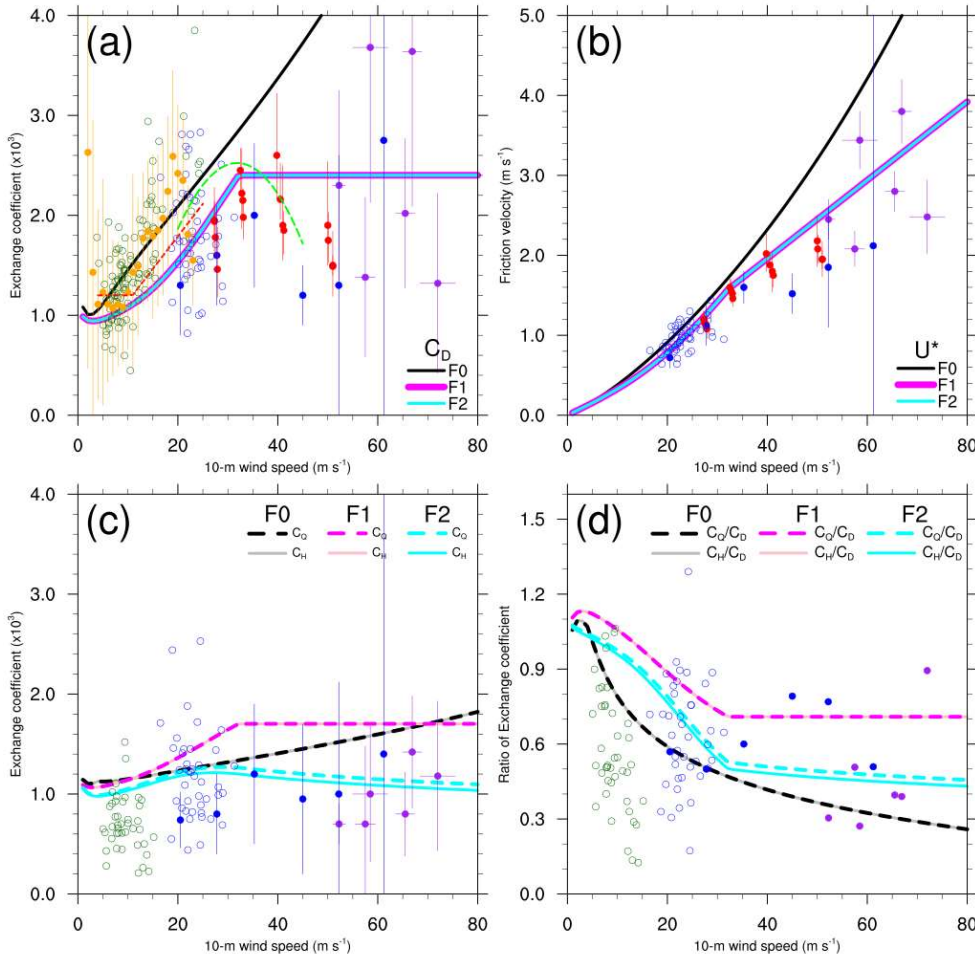 (a)
4.0
3.0
2.0
1.0
0.0
Exchange coefficient (x10³)
C_D
F0
F1
F2
0 20 40 60 80
10-m wind speed (m s⁻¹)
(b)
5.0
4.0
3.0
2.0
1.0
0.0
Friction velocity (m s⁻¹)
U*
F0
F1
F2
0 20 40 60 80
10-m wind speed (m s⁻¹)
(c)
F0 F1 F2
C_Q C_Q C_Q
C_H C_H C_H
4.0
3.0
2.0
1.0
0.0
Exchange coefficient (x10³)
0 20 40 60 80
10-m wind speed (m s⁻¹)
(d)
F0 F1 F2
C_Q/C_D C_Q/C_D C_Q/C_D
C_H/C_D C_H/C_D C_H/C_D
1.5
1.2
0.9
0.6
0.3
0.0
Ratio of Exchange coefficient
0 20 40 60 80
10-m wind speed (m s⁻¹)